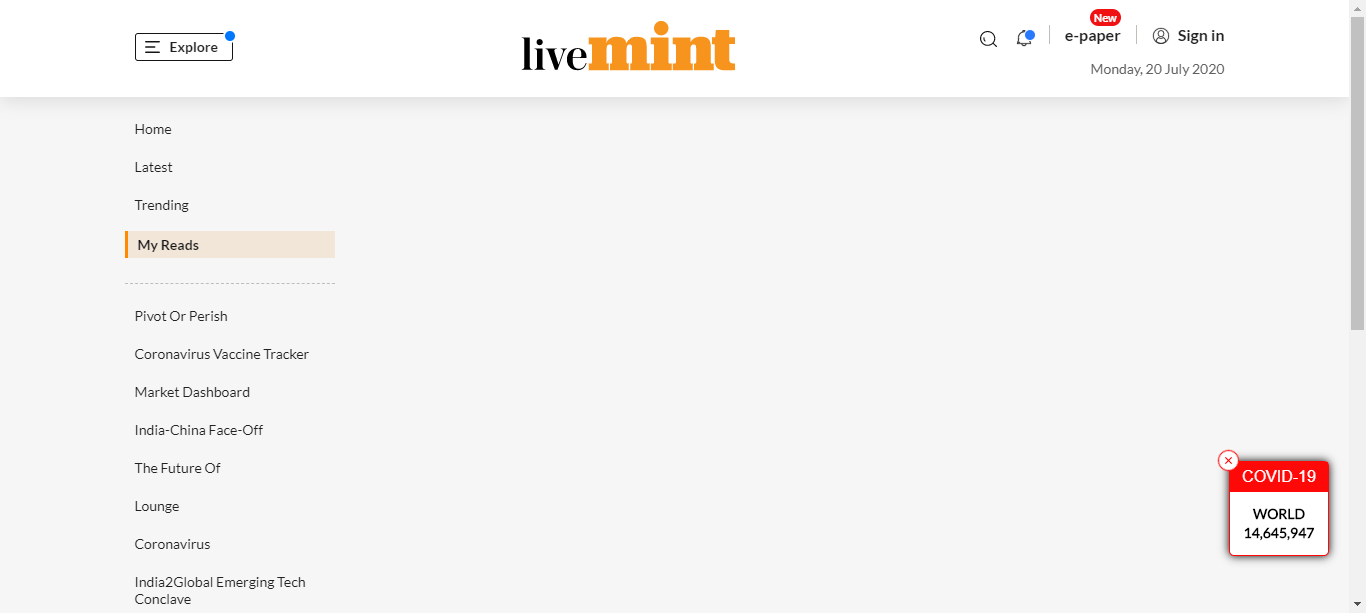 Explore
livemint
New
e-paper
Sign in
Monday, 20 July 2020
Home
Latest
Trending
My Reads
Pivot Or Perish
Coronavirus Vaccine Tracker
Market Dashboard
India-China Face-Off
The Future Of
Lounge
Coronavirus
India2Global Emerging Tech
Conclave
COVID-19
WORLD
14,645,947